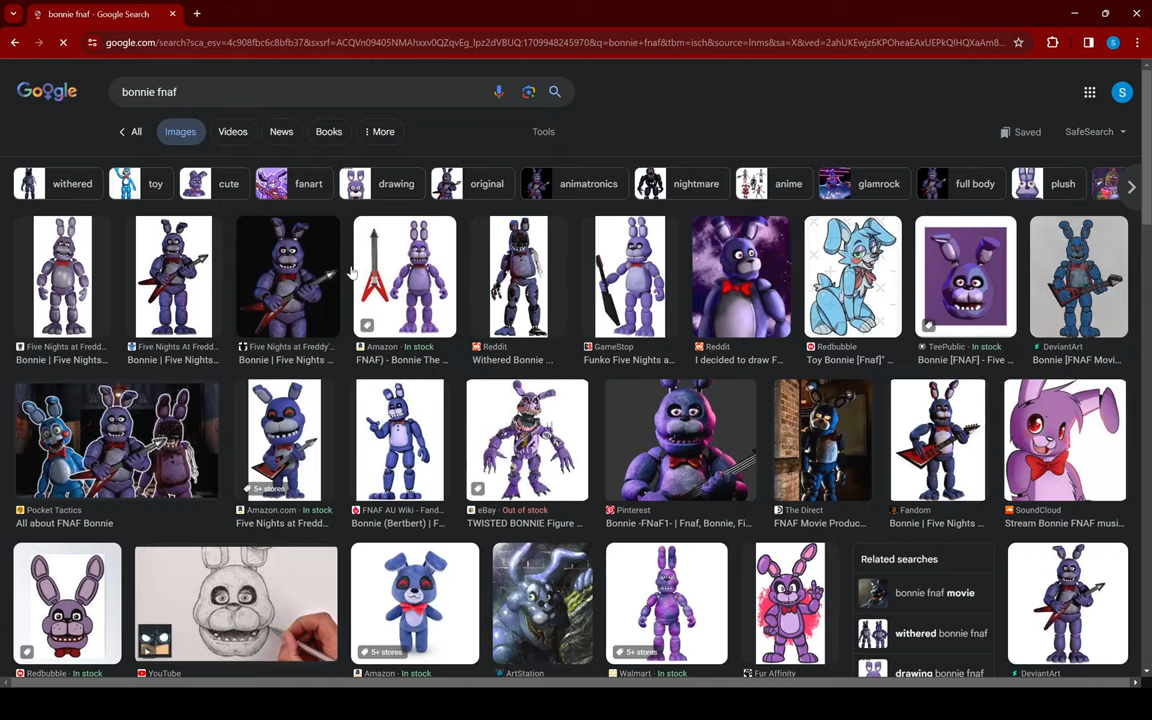 bonnie fnaf - Google Search
google.com/search?sca_esv=4c908fbc6c8bfb37&sxsrf=ACQVn09405NMAhxxv0QZqvEg_lpz2dVBUQ:1709948245970&q=bonnie+fnaf&tbm=isch&source=lnms&sa=X&ved=2ahUKEwjz6KPOheaEAxUEPkQIHQXaAm8...
S
Google
bonnie fnaf
S
All
Images
Videos
News
Books
More
Tools
Saved
SafeSearch
withered
toy
cute
fanart
drawing
original
animatronics
nightmare
anime
glamrock
full body
plush
Five Nights at Fredd...
Bonnie | Five Nights...
Five Nights At Fredd...
Bonnie | Five Nights ...
Five Nights at Freddy'...
Bonnie | Five Nights ...
Amazon · In stock
FNAF) - Bonnie The ...
Reddit
Withered Bonnie ...
GameStop
Funko Five Nights a...
Reddit
I decided to draw F...
Redbubble
Toy Bonnie [Fnaf]" ...
TeePublic · In stock
Bonnie [FNAF] - Five ...
DeviantArt
Bonnie [FNAF Movi...
Pocket Tactics
All about FNAF Bonnie
5+ stores
Amazon.com · In stock
Five Nights at Fredd...
FNAF AU Wiki - Fand...
Bonnie (Bertbert) | F...
eBay · Out of stock
TWISTED BONNIE Figure ...
Pinterest
Bonnie -FNaF1- | Fnaf, Bonnie, Fi...
The Direct
FNAF Movie Produc...
Fandom
Bonnie | Five Nights ...
SoundCloud
Stream Bonnie FNAF musi...
Redbubble · In stock
YouTube
5+ stores
Amazon · In stock
ArtStation
5+ stores
Walmart · In stock
Fur Affinity
Related searches
bonnie fnaf movie
withered bonnie fnaf
drawing bonnie fnaf
DeviantArt